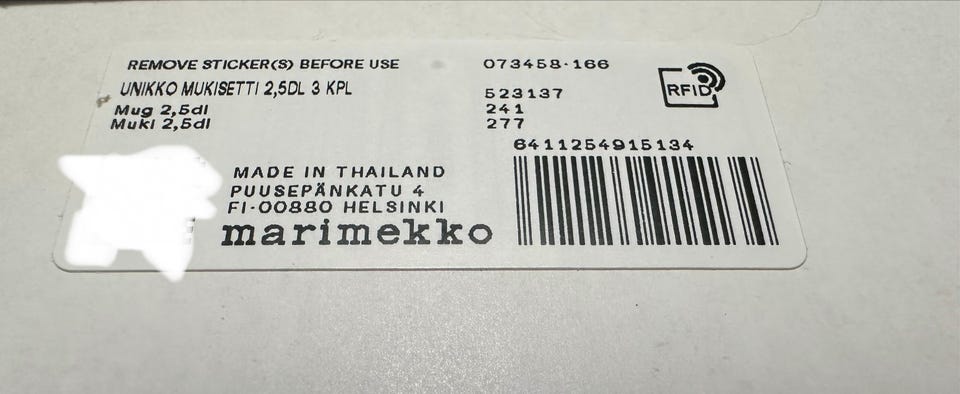 REMOVE STICKER(S) BEFORE USE
UNIKKO MUKISETTI 2,5DL 3 KPL
Mug 2,5dl
Muki 2,5dl
073458-166
523137
241
277
RFID
6411254915134
MADE IN THAILAND
PUUSEPÄNKATU 4
FI-00880 HELSINKI
marimekko